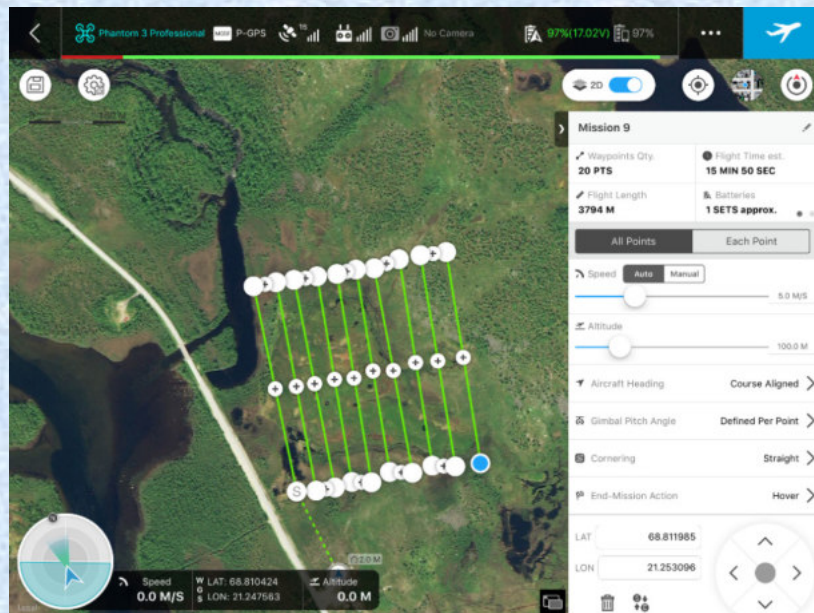 Phantom 3 Professional MODE P-GPS 15 No Camera 97%(17.02V) 97%
2D
Mission 9
Waypoints Qty. Flight Time est.
20 PTS 15 MIN 50 SEC
Flight Length Batteries
3794 M 1 SETS approx.
All Points Each Point
Speed Auto Manual
5.0 M/S
Altitude
100.0 M
Aircraft Heading Course Aligned
Gimbal Pitch Angle Defined Per Point
Cornering Straight
End-Mission Action Hover
S
LAT 68.811985
LON 21.253096
Speed WGS LAT: 68.810424 Altitude
0.0 M/S LON: 21.247563 0.0 M